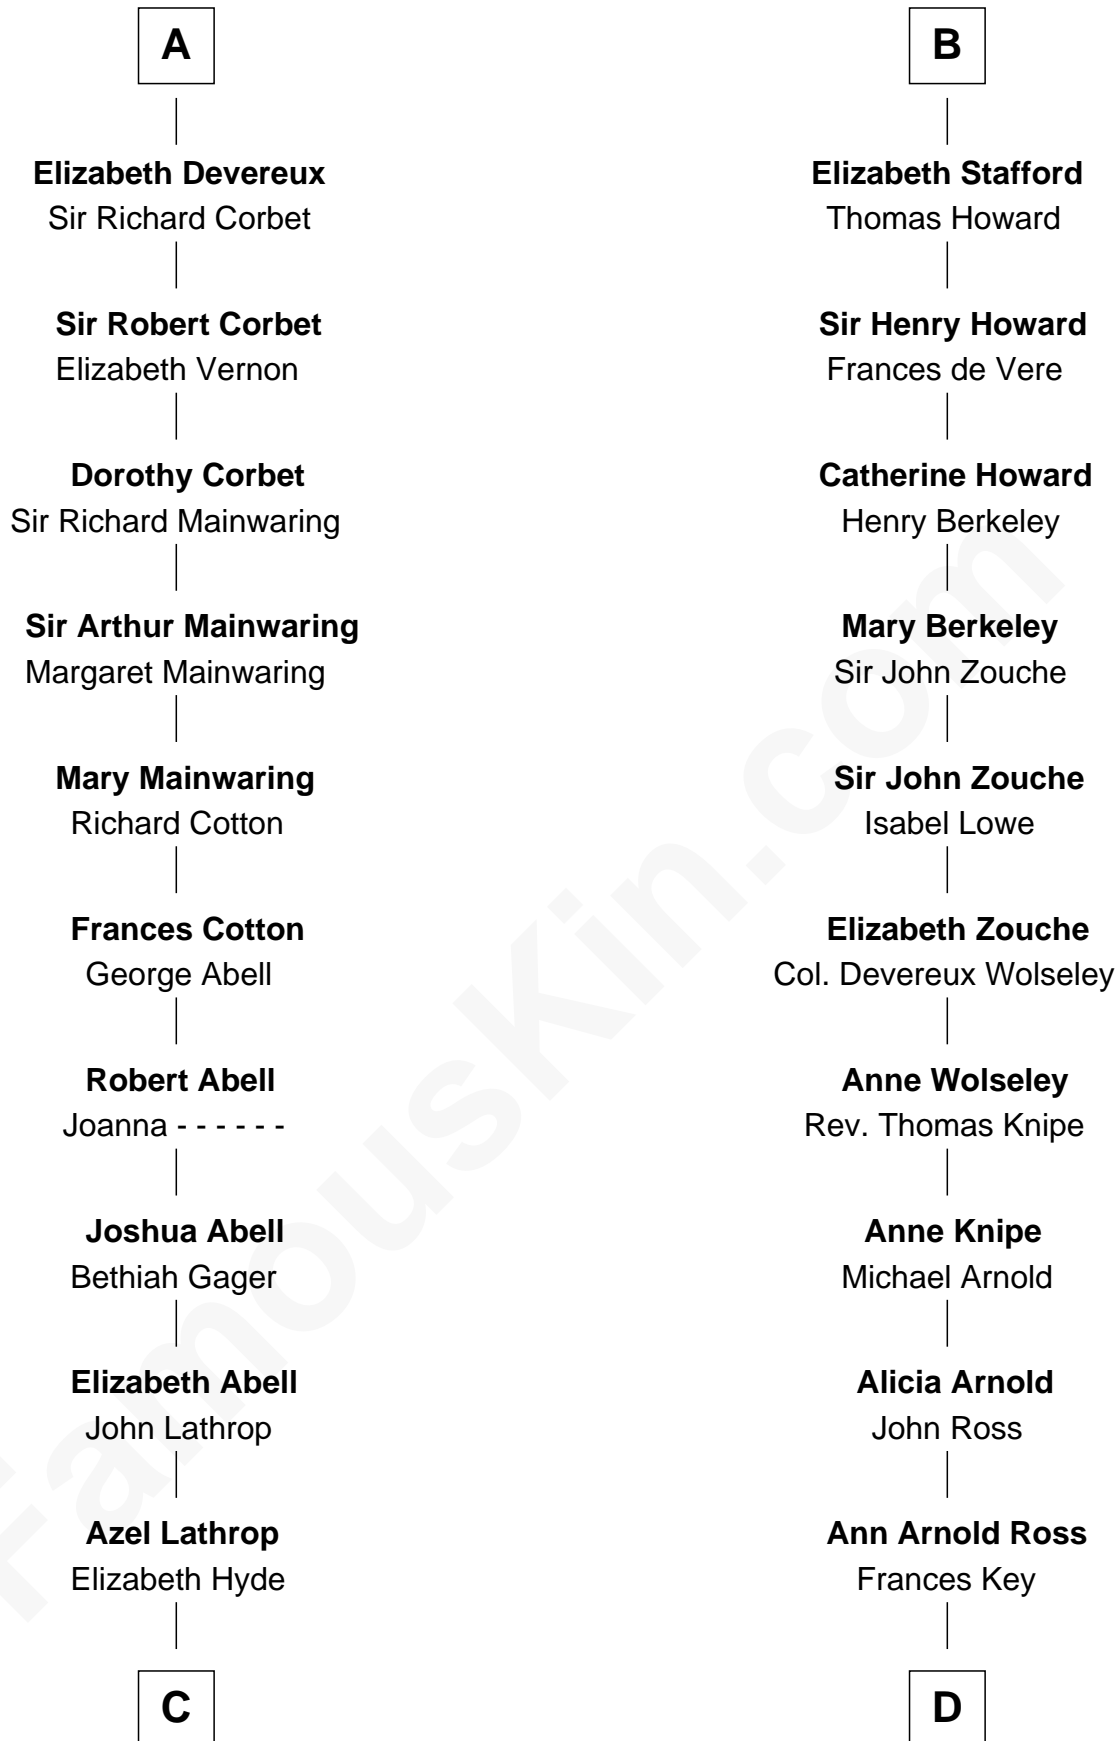 A
Elizabeth Devereux
Sir Richard Corbet
Sir Robert Corbet
Elizabeth Vernon
Dorothy Corbet
Sir Richard Mainwaring
Sir Arthur Mainwaring
Margaret Mainwaring
Mary Mainwaring
Richard Cotton
Frances Cotton
George Abell
Robert Abell
Joanna - - - - - -
Joshua Abell
Bethiah Gager
Elizabeth Abell
John Lathrop
Azel Lathrop
Elizabeth Hyde
C
B
Elizabeth Stafford
Thomas Howard
Sir Henry Howard
Frances de Vere
Catherine Howard
Henry Berkeley
Mary Berkeley
Sir John Zouche
Sir John Zouche
Isabel Lowe
Elizabeth Zouche
Col. Devereux Wolseley
Anne Wolseley
Rev. Thomas Knipe
Anne Knipe
Michael Arnold
Alicia Arnold
John Ross
Ann Arnold Ross
Frances Key
D
FamousKin.com